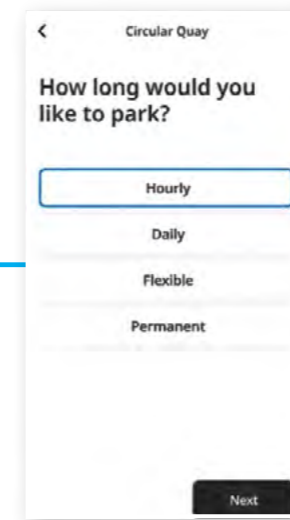 Circular Quay
How long would you
like to park?
Hourly
Daily
Flexible
Permanent
Next